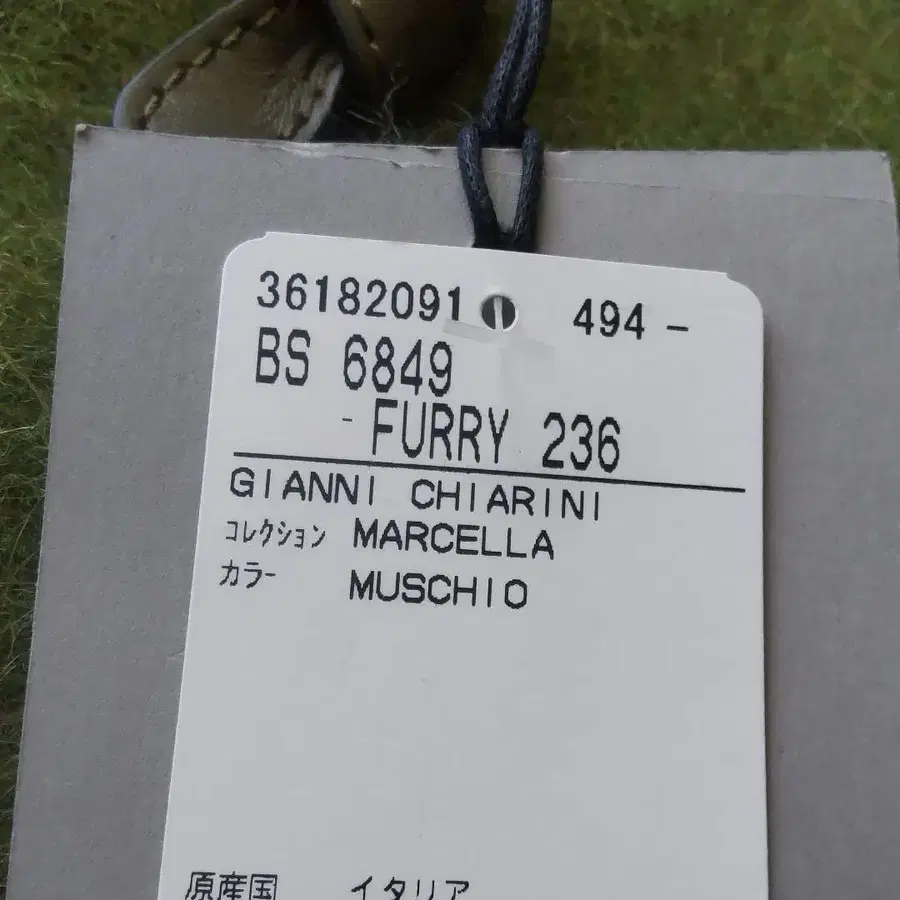 36182091 494 -
BS 6849
- FURRY 236
GIANNI CHIARINI
コレクション MARCELLA
カラー MUSCHIO
原産国 イタリア